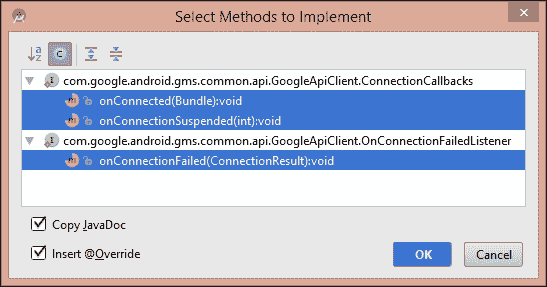 Select Methods to Implement
com.google.android.gms.common.api.GoogleApiClient.ConnectionCallbacks
onConnected(Bundle):void
onConnectionSuspended(int):void
com.google.android.gms.common.api.GoogleApiClient.OnConnectionFailedListener
onConnectionFailed(ConnectionResult):void
Copy JavaDoc
Insert @Override
OK
Cancel